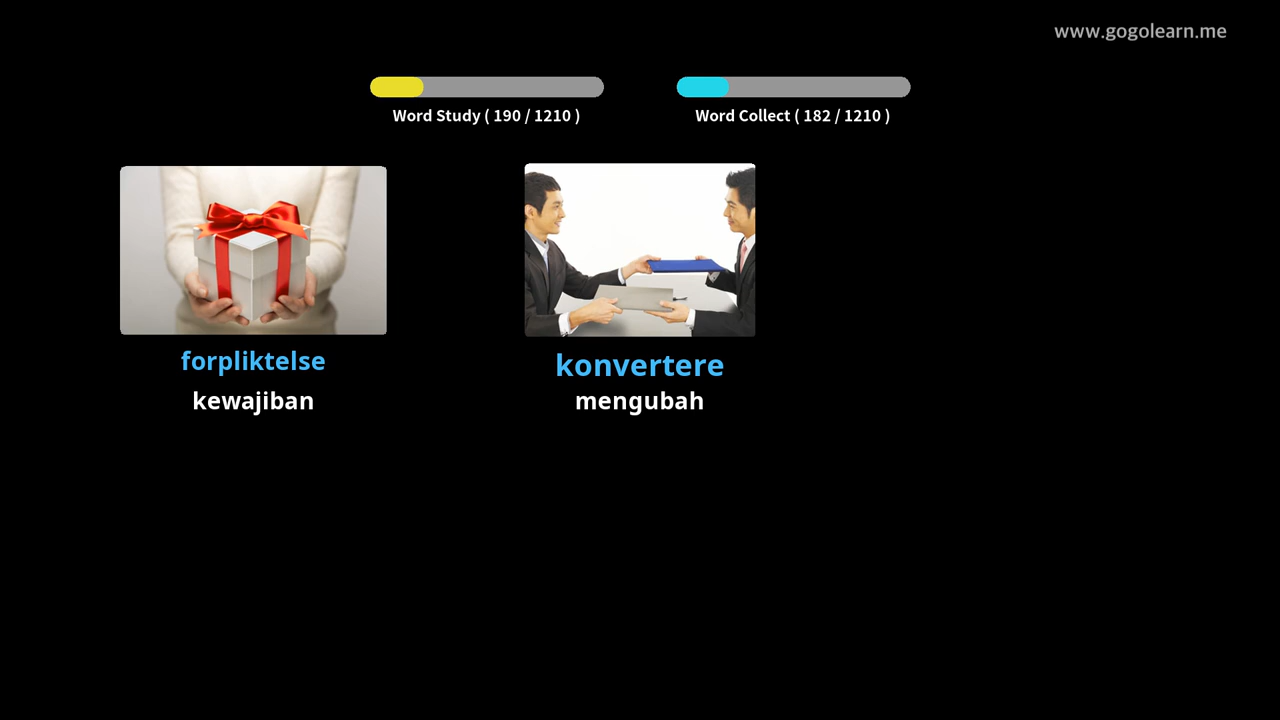 www.gogolearn.me
Word Study ( 190 / 1210 )
Word Collect ( 182 / 1210 )
forpliktelse
kewajiban
konvertere
mengubah